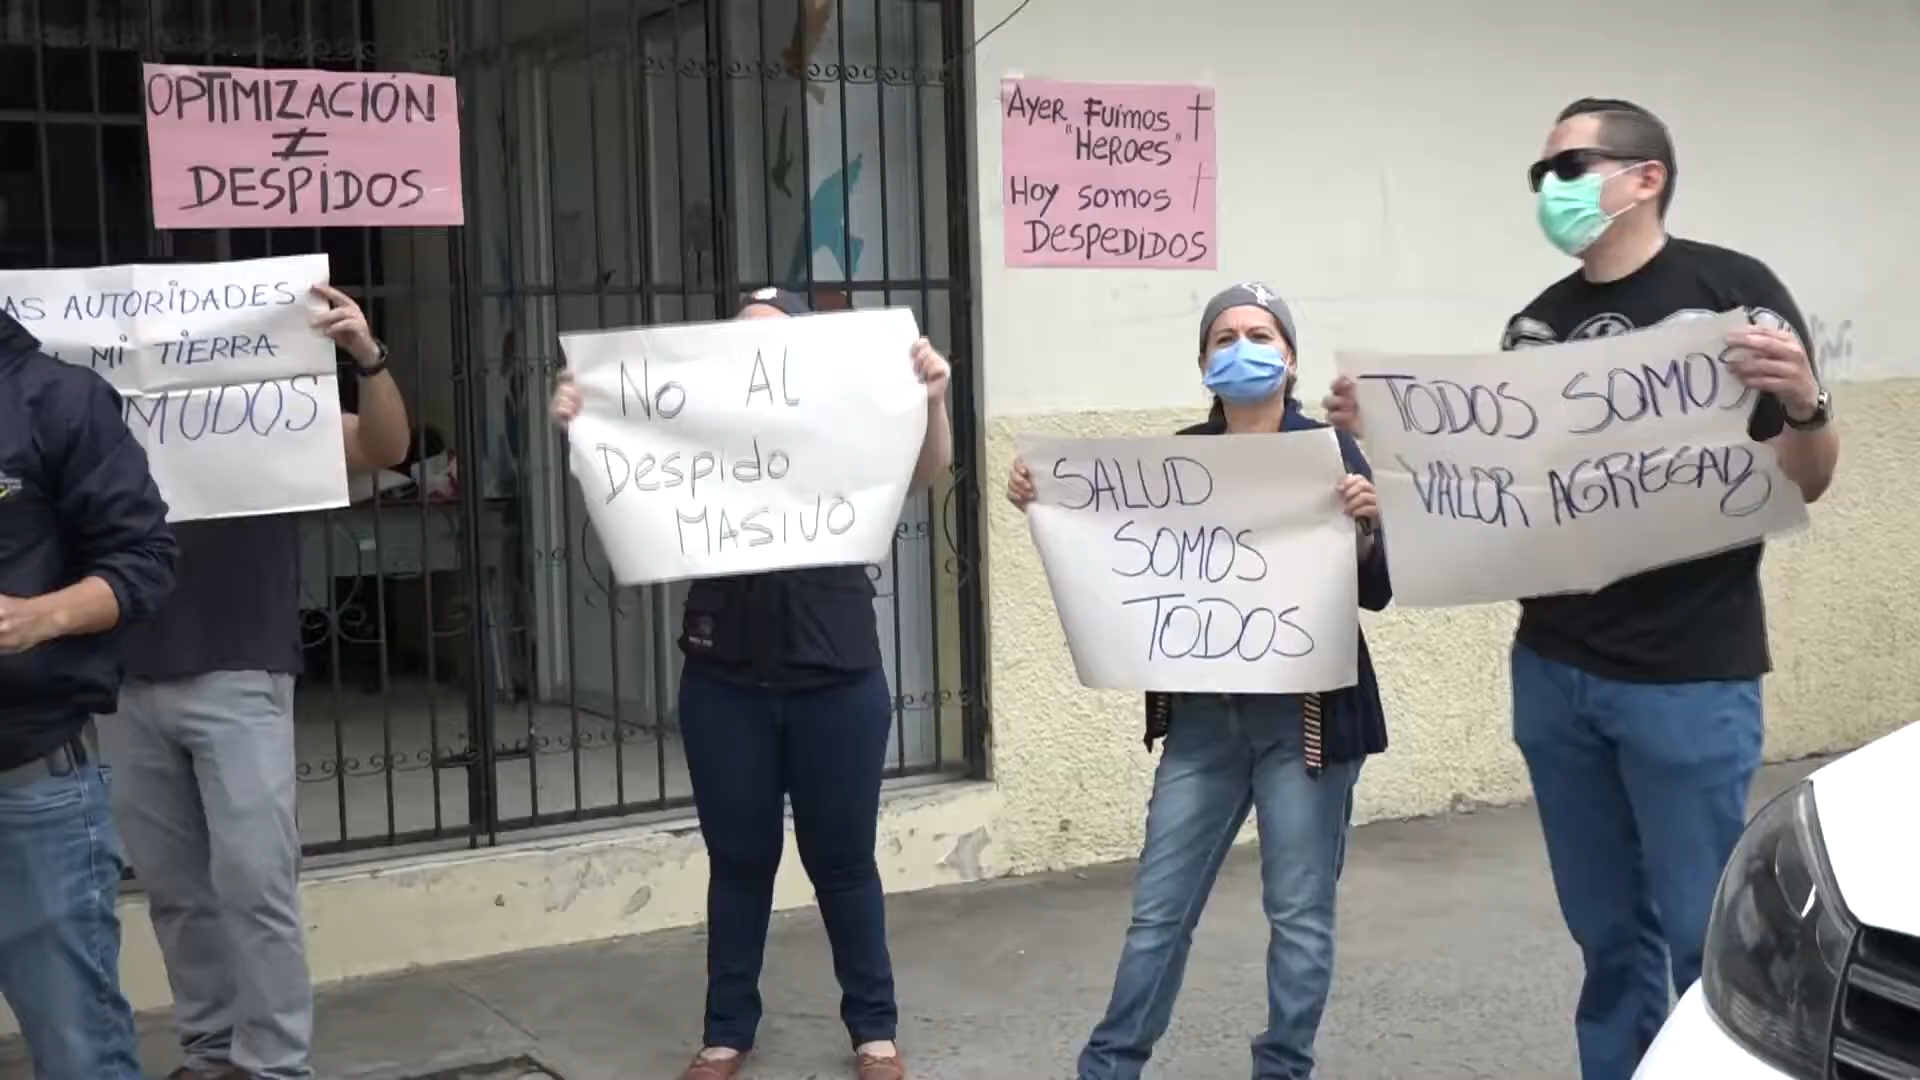 OPTIMIZACIÓN
≠
DESPIDOS
AS AUTORIDADES
MI TIERRA
MUDOS
NO AL
DESPIDO
MASIVO
AYER FUIMOS
"HEROES"
HOY SOMOS
DESPEDIDOS
SALUD
SOMOS
TODOS
TODOS SOMOS
VALOR AGREGADO